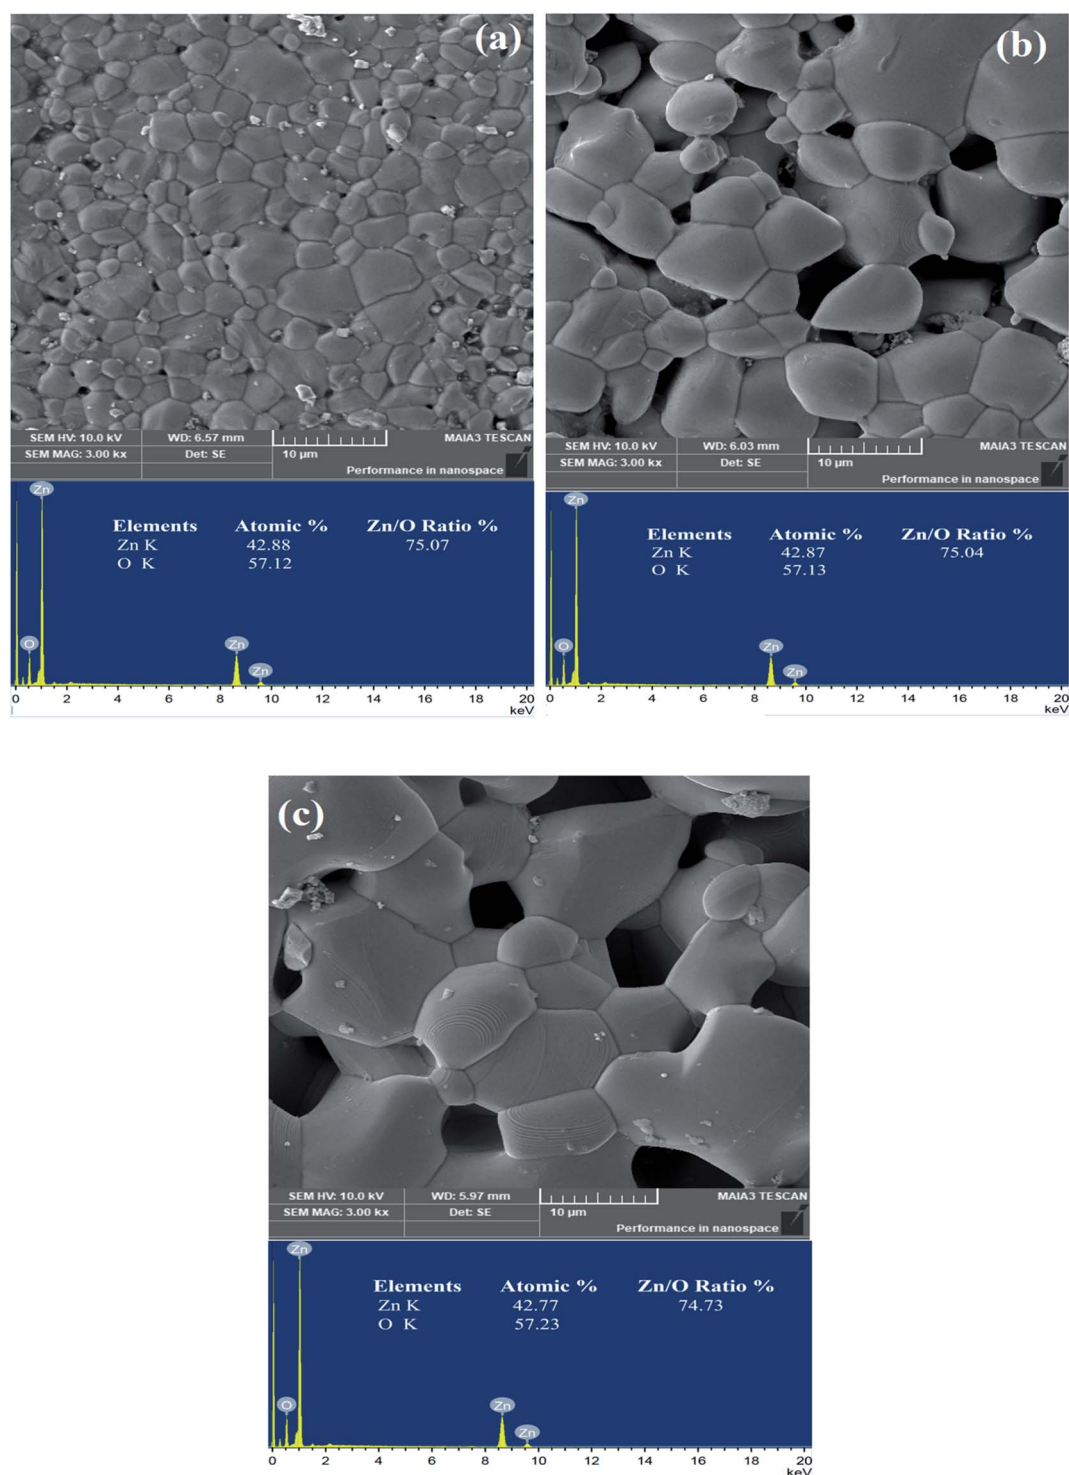 (a)
SEM HV: 10.0 kV WD: 6.57 mm MAIA3 TESCAN
SEM MAG: 3.00 kx Det: SE 10 µm
Performance in nanospace
Zn
Elements Atomic % Zn/O Ratio %
Zn K 42.88 75.07
O K 57.12
O Zn
Zn
0 2 4 6 8 10 12 14 16 18 20
keV
(b)
SEM HV: 10.0 kV WD: 6.03 mm MAIA3 TESCAN
SEM MAG: 3.00 kx Det: SE 10 µm
Performance in nanospace
Zn
Elements Atomic % Zn/O Ratio %
Zn K 42.87 75.04
O K 57.13
O Zn
Zn
0 2 4 6 8 10 12 14 16 18 20
keV
(c)
SEM HV: 10.0 kV WD: 5.97 mm MAIA3 TESCAN
SEM MAG: 3.00 kx Det: SE 10 µm
Performance in nanospace
Zn
Elements Atomic % Zn/O Ratio %
Zn K 42.77 74.73
O K 57.23
O Zn
Zn
0 2 4 6 8 10 12 14 16 18 20
keV